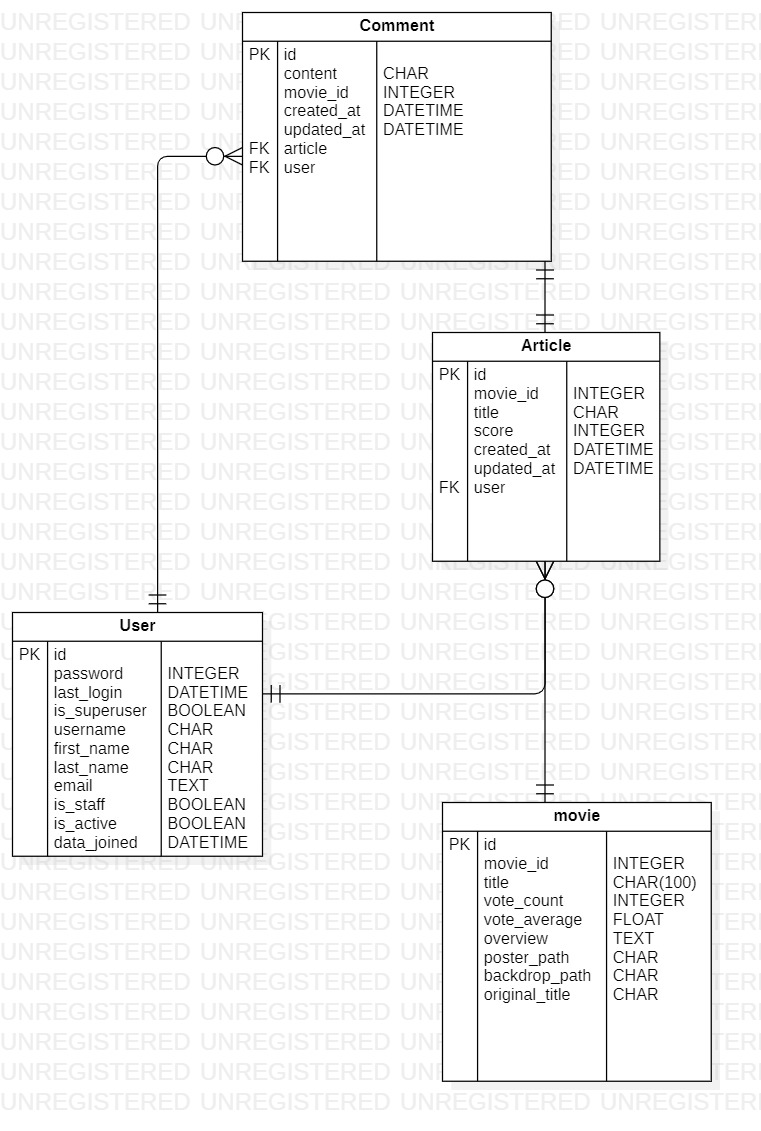 UNREGISTERED UNREGISTERED UNREGISTERED UNREGISTERED
Comment
PK id
content CHAR
movie_id INTEGER
created_at DATETIME
updated_at DATETIME
FK article
FK user
Article
PK id
movie_id INTEGER
title CHAR
score INTEGER
created_at DATETIME
updated_at DATETIME
FK user
User
PK id
password INTEGER
last_login DATETIME
is_superuser BOOLEAN
username CHAR
first_name CHAR
last_name CHAR
email TEXT
is_staff BOOLEAN
is_active BOOLEAN
data_joined DATETIME
movie
PK id
movie_id INTEGER
title CHAR(100)
vote_count INTEGER
vote_average FLOAT
overview TEXT
poster_path CHAR
backdrop_path CHAR
original_title CHAR